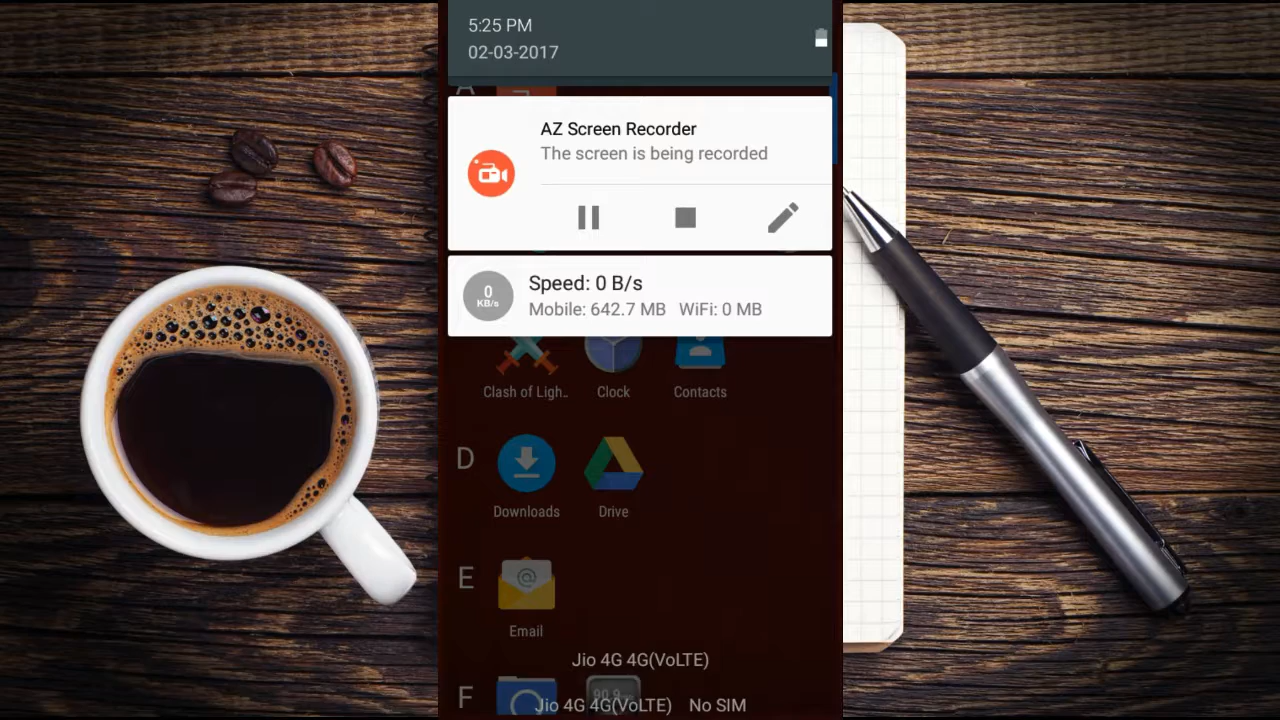 5:25 PM
02-03-2017
A
AZ Screen Recorder
The screen is being recorded
0
KB/s
Speed: 0 B/s
Mobile: 642.7 MB WiFi: 0 MB
Clash of Ligh..
Clock
Contacts
D
Downloads
Drive
E
@
Email
Jio 4G 4G(VoLTE)
F
90.9
Jio 4G 4G(VoLTE) No SIM